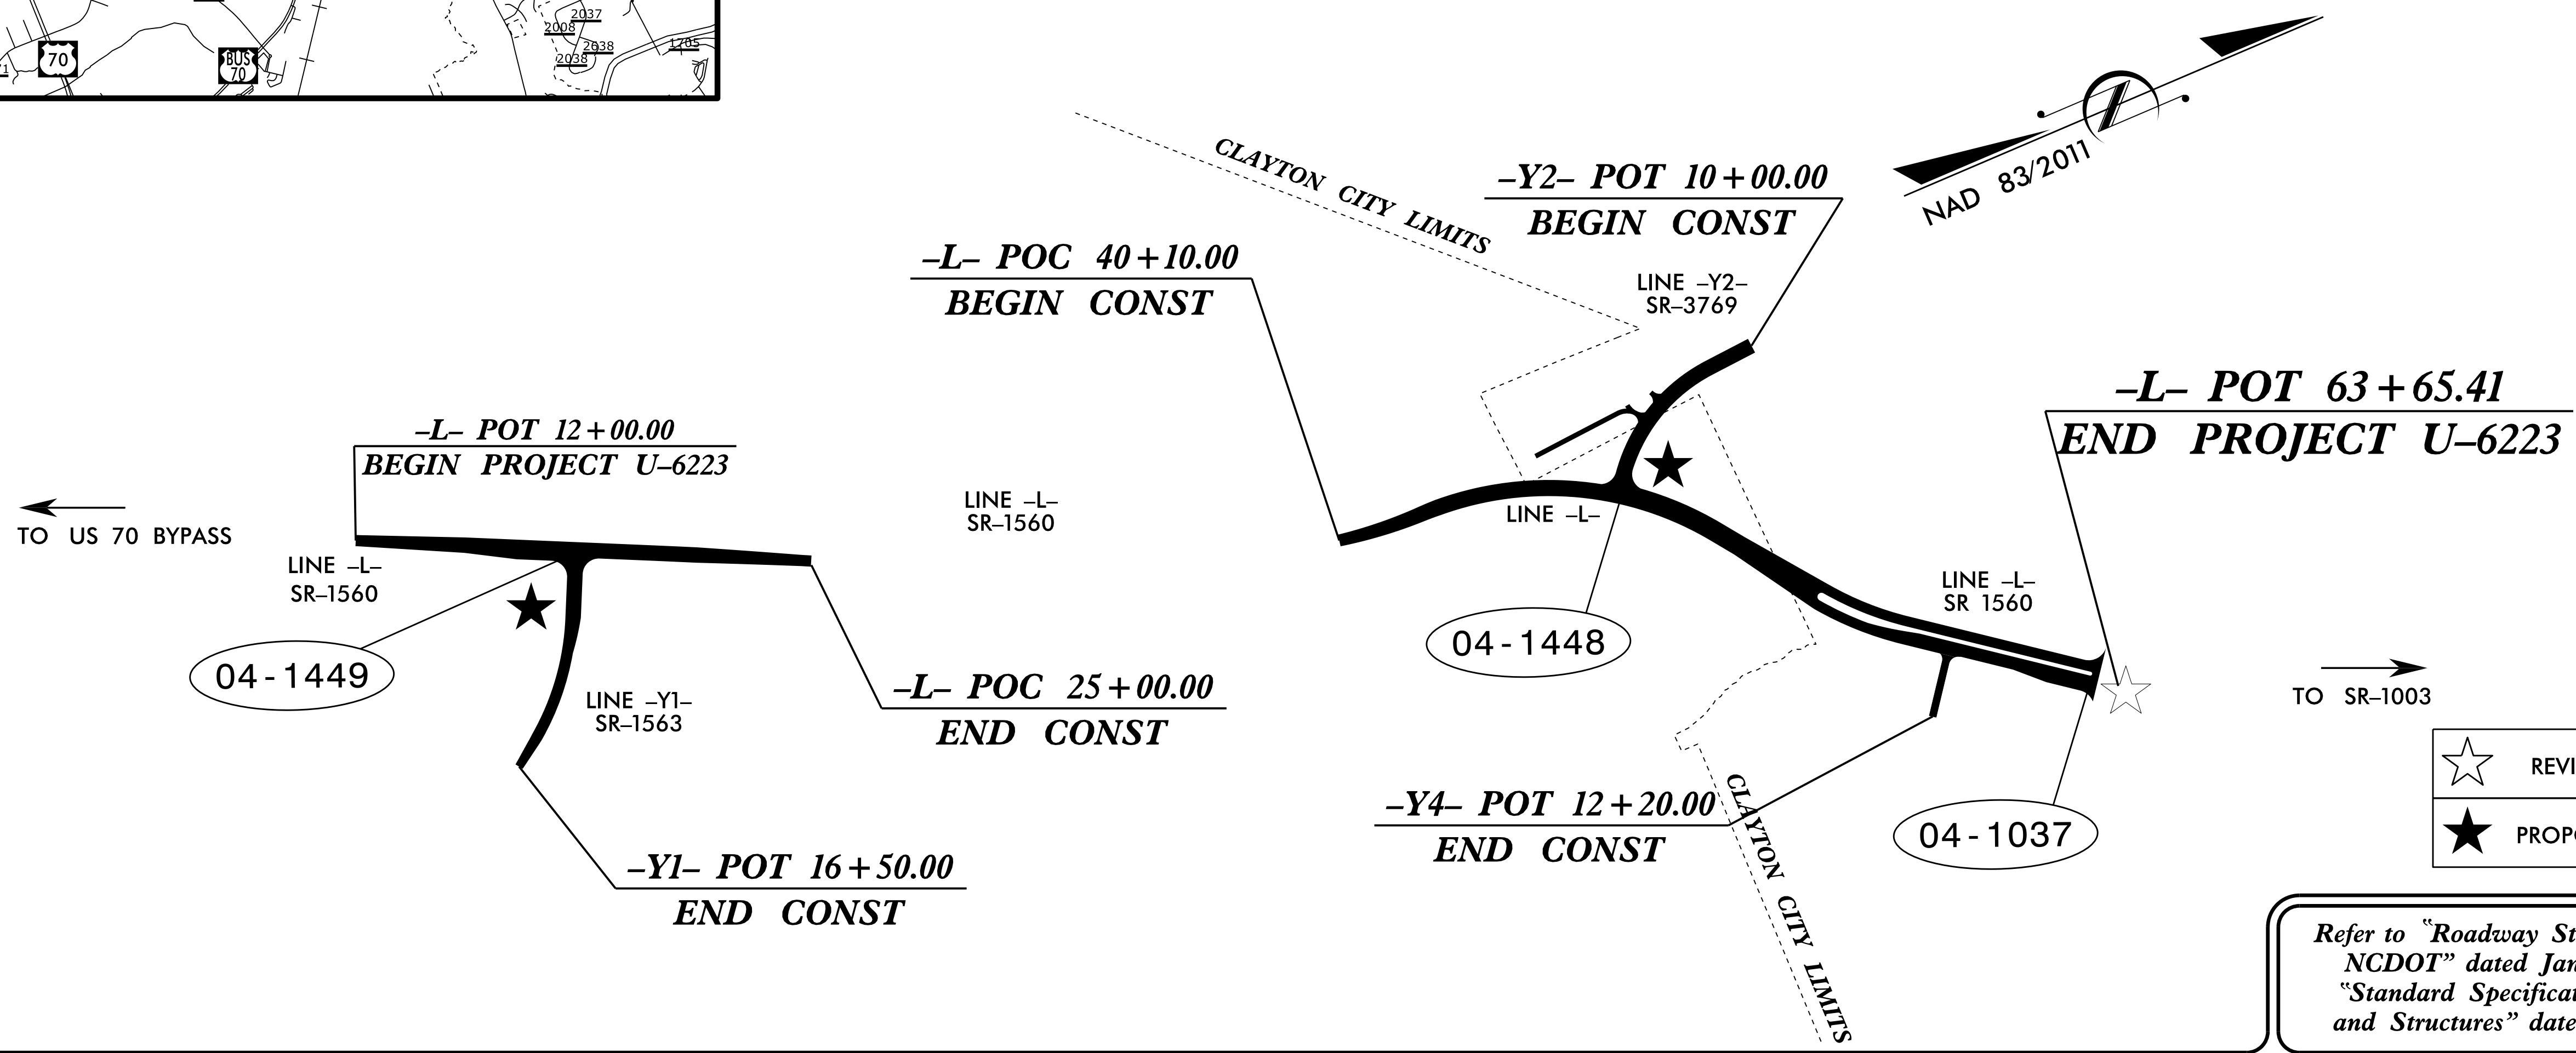 2037
2008
2638
2038
1705
70
BUS
70
CLAYTON CITY LIMITS
–Y2– POT 10+00.00
BEGIN CONST
NAD 83/2011
–L– POC 40+10.00
BEGIN CONST
LINE –Y2–
SR–3769
–L– POT 63+65.41
END PROJECT U–6223
–L– POT 12+00.00
BEGIN PROJECT U–6223
TO US 70 BYPASS
LINE –L–
SR–1560
LINE –L–
SR–1560
LINE –L–
LINE –L–
SR 1560
04-1449
04-1448
–L– POC 25+00.00
END CONST
LINE –Y1–
SR–1563
TO SR–1003
REVI
PROP
–Y4– POT 12+20.00
END CONST
04-1037
–Y1– POT 16+50.00
END CONST
CLAYTON CITY LIMITS
Refer to "Roadway St
NCDOT" dated Jan
"Standard Specificat
and Structures" date